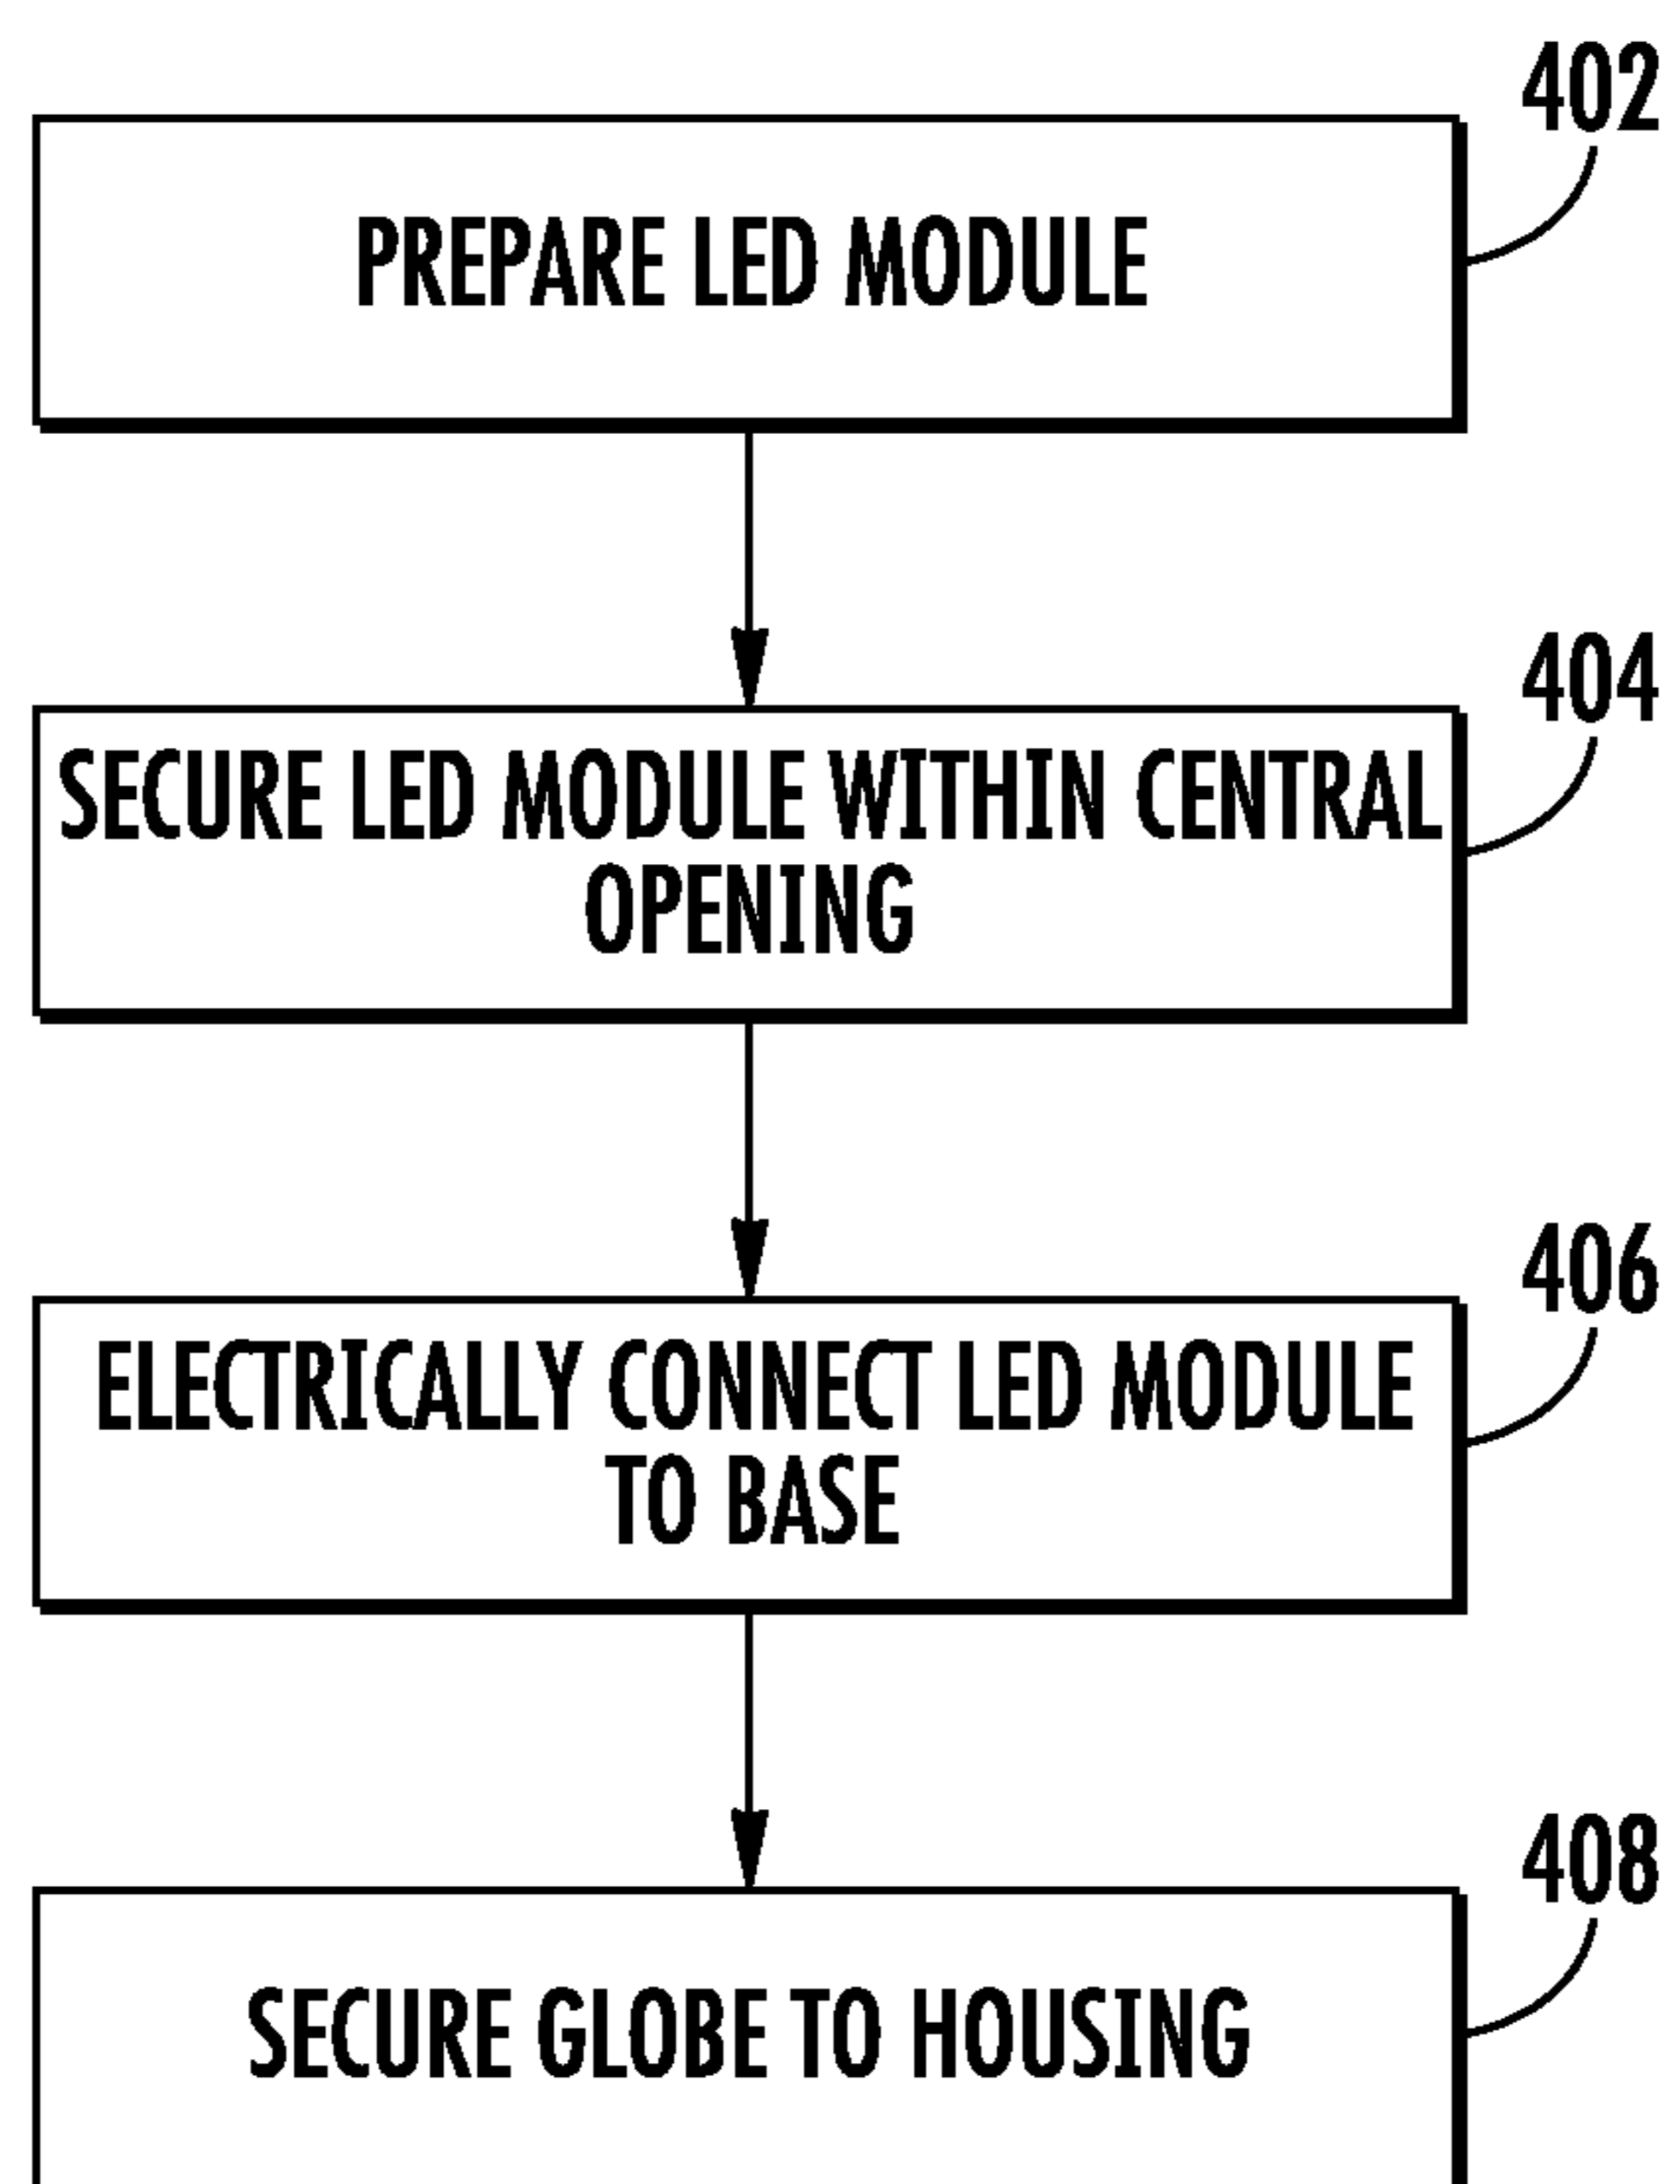 402
PREPARE LED MODULE
404
SECURE LED MODULE WITHIN CENTRAL
OPENING
406
ELECTRICALLY CONNECT LED MODULE
TO BASE
408
SECURE GLOBE TO HOUSING